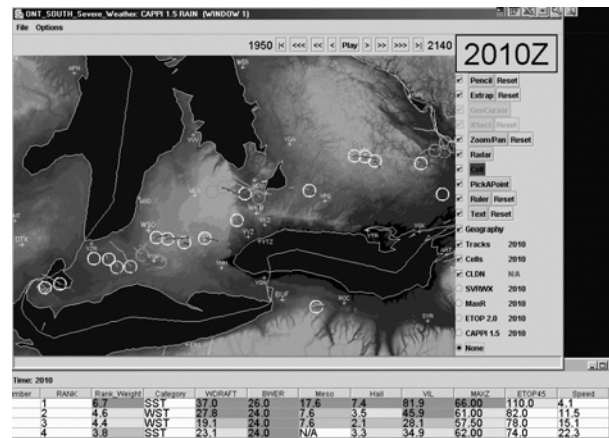 ONT_SOUTH_Severe_Weather: CAPPI 1.5 RAIN (WINDOW 1)
File Options
1950 |< <<< << < Play > >> >>> >| 2140
2010Z
Pencil Reset
Extrap Reset
GeoCursor
XSect Reset
Zoom/Pan Reset
Radar
Cell
PickAPoint
Ruler Reset
Text Reset
Geography
Tracks 2010
Cells 2010
CLDN N/A
SVRWX 2010
MaxR 2010
ETOP 2.0 2010
CAPPI 1.5 2010
None
DTX
BUF
Time: 2010
mber RANK Rank_Weight Category WDRAFT BWER Meso Hail VIL MAXZ ETOP45 Speed
1 6.7 SST 37.0 26.0 17.6 7.4 81.9 66.00 110.0 4.1
2 4.6 WST 27.8 24.0 7.6 3.5 45.9 61.00 82.0 11.5
3 4.4 WST 19.1 24.0 7.6 2.1 28.1 57.50 78.0 15.1
4 3.8 SST 23.1 24.0 N/A 3.3 34.9 62.00 74.0 22.3